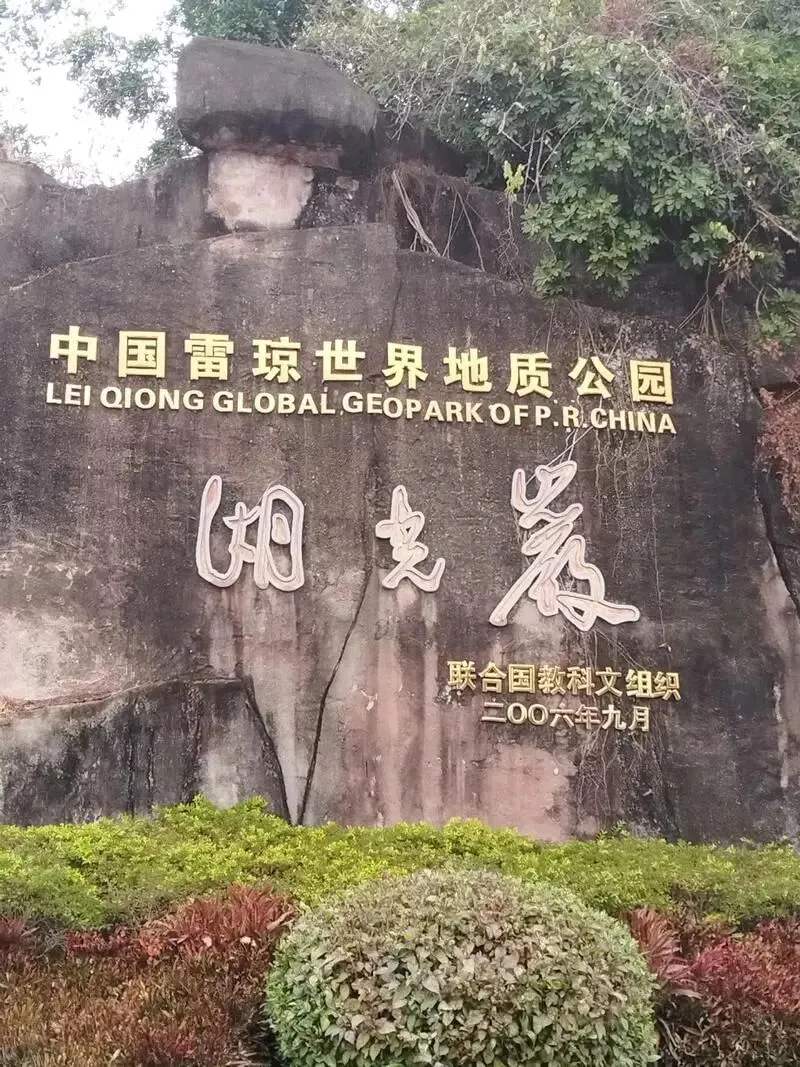 中国雷琼世界地质公园
LEI QIONG GLOBAL GEOPARK OF P.R.CHINA
湖光巖
联合国教科文组织
二〇〇六年九月